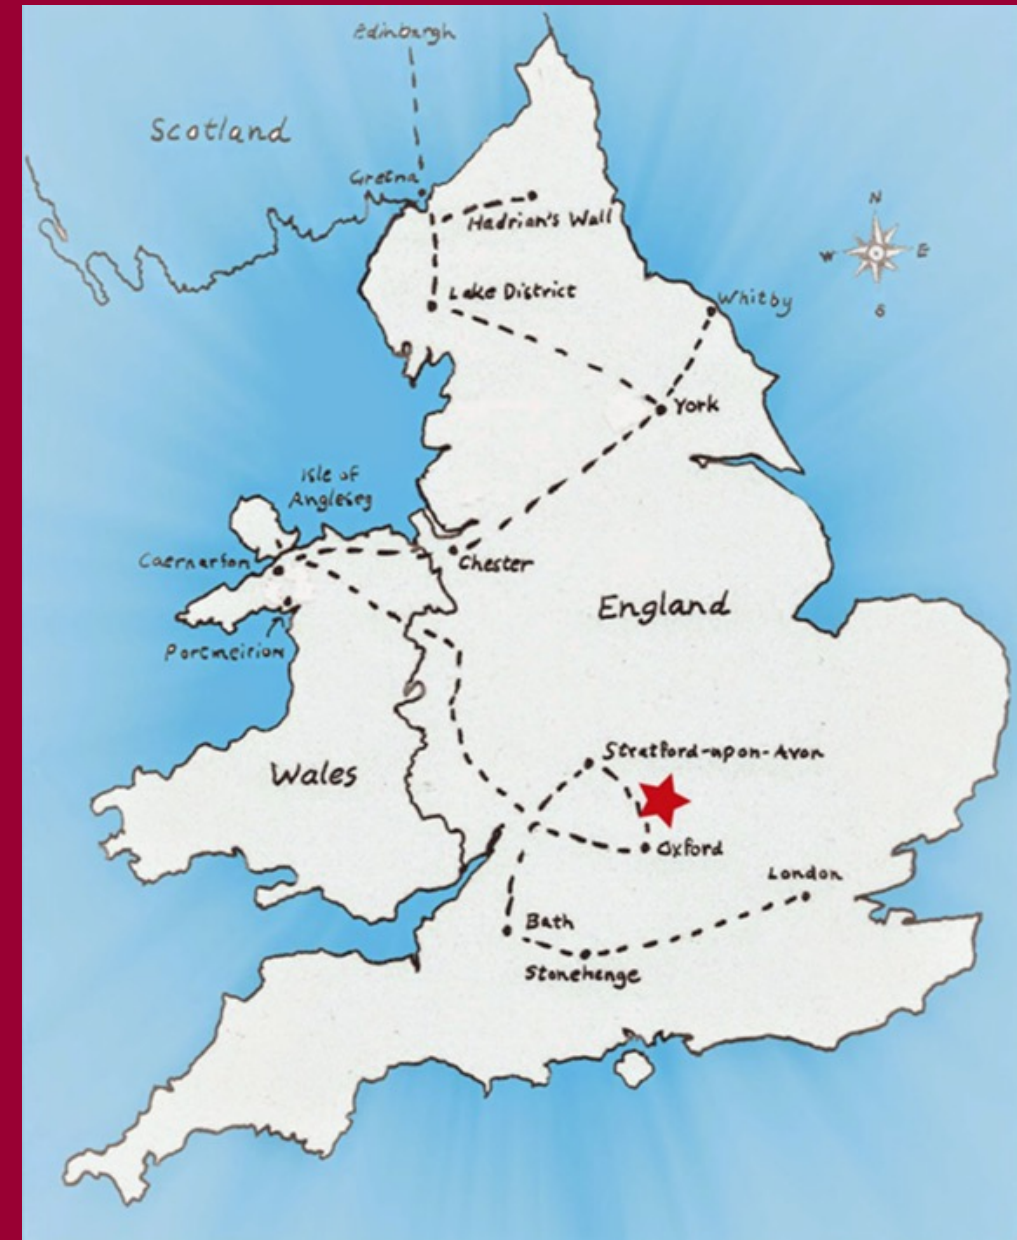 Edinburgh
Scotland
Gretna
N
W
E
S
Hadrian's Wall
Lake District
Whitby
York
Isle of
Anglesey
Caernarfon
Chester
England
Portmeirion
Stratford-upon-Avon
Wales
Oxford
London
Bath
Stonehenge